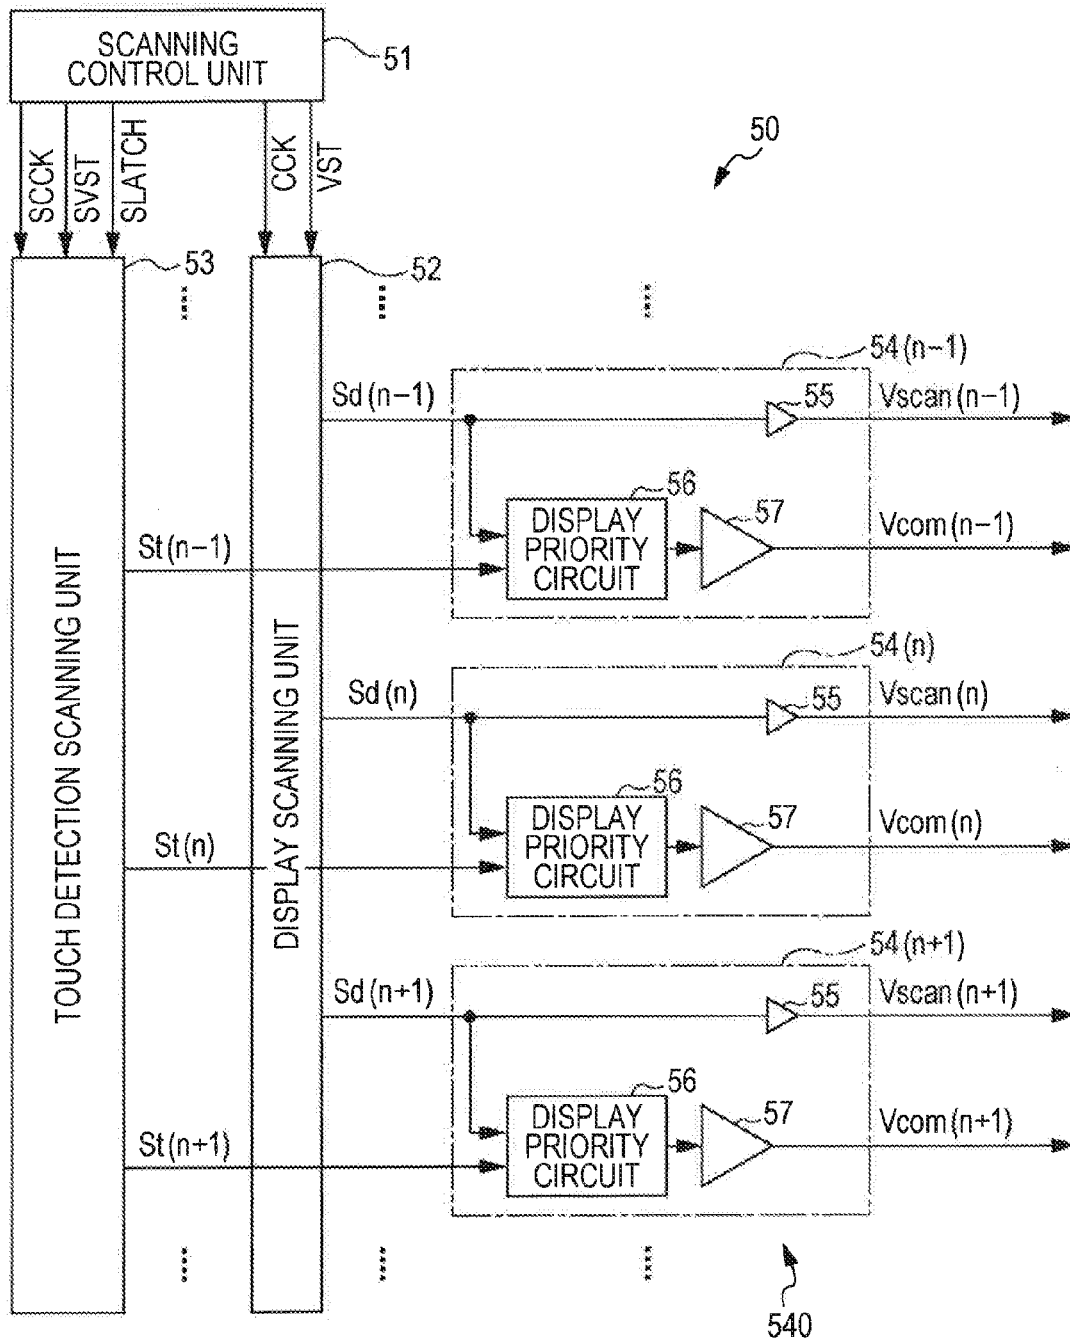 SCANNING
CONTROL UNIT
51
SCCK
SVST
SLATCH
CCK
VST
50
53
52
54(n-1)
Sd(n-1)
55
Vscan(n-1)
56
57
DISPLAY
PRIORITY
CIRCUIT
Vcom(n-1)
St(n-1)
54(n)
Sd(n)
55
Vscan(n)
56
57
DISPLAY
PRIORITY
CIRCUIT
Vcom(n)
St(n)
TOUCH DETECTION SCANNING UNIT
DISPLAY SCANNING UNIT
54(n+1)
Sd(n+1)
55
Vscan(n+1)
56
57
DISPLAY
PRIORITY
CIRCUIT
Vcom(n+1)
St(n+1)
540